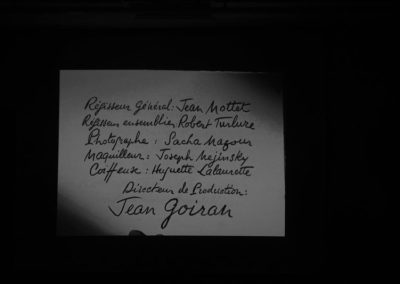 Régisseur Général: Jean Mottet
Régisseur ensemblier Robert Turlure
Photographe : Sacha Masour
Maquilleur : Joseph Mejinsky
Coiffeuse : Huguette Lalaurette
Directeur de Production:
Jean Goiran